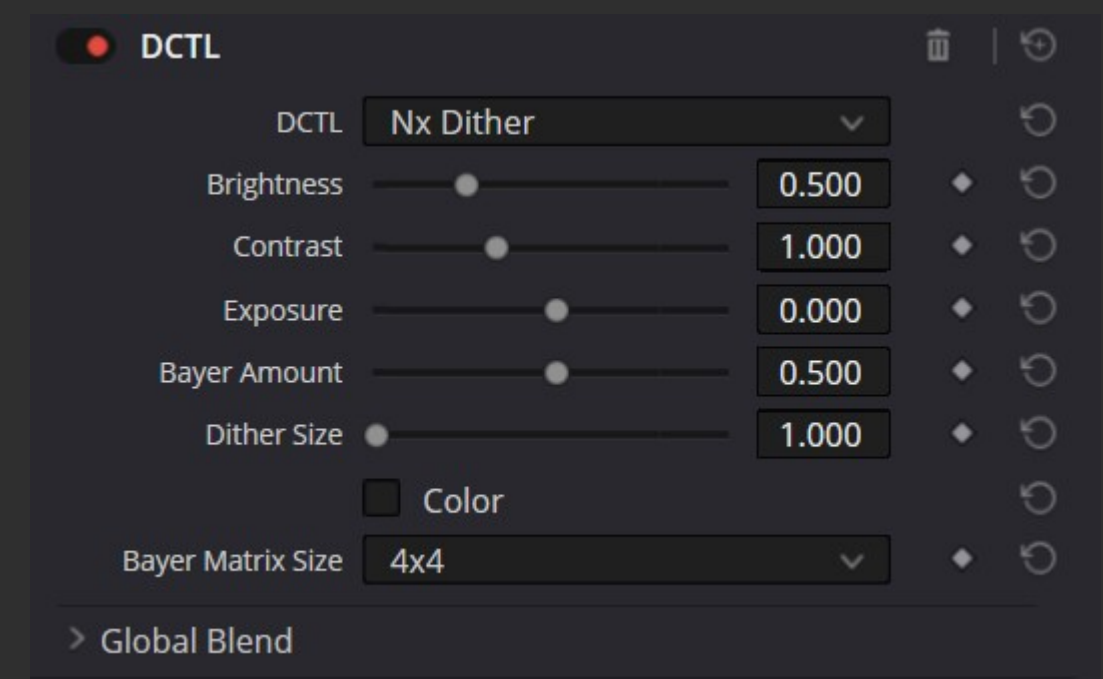 DCTL
DCTL Nx Dither
Brightness 0.500
Contrast 1.000
Exposure 0.000
Bayer Amount 0.500
Dither Size 1.000
Color
Bayer Matrix Size 4x4
Global Blend